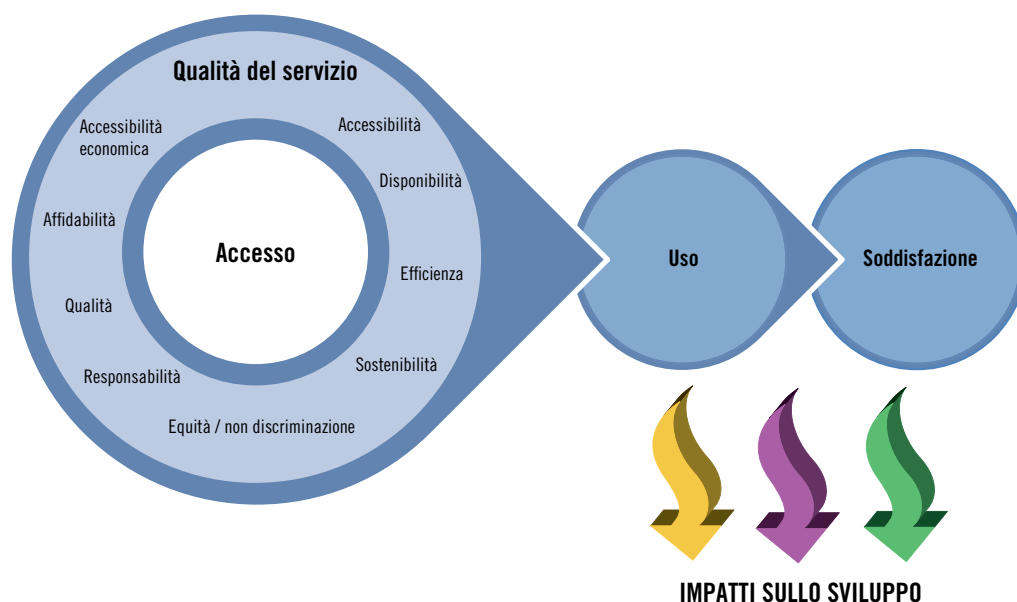 Qualità del servizio
Accessibilità
economica
Accessibilità
Disponibilità
Affidabilità
Accesso
Efficienza
Qualità
Sostenibilità
Responsabilità
Equità / non discriminazione
Uso
Soddisfazione
IMPATTI SULLO SVILUPPO